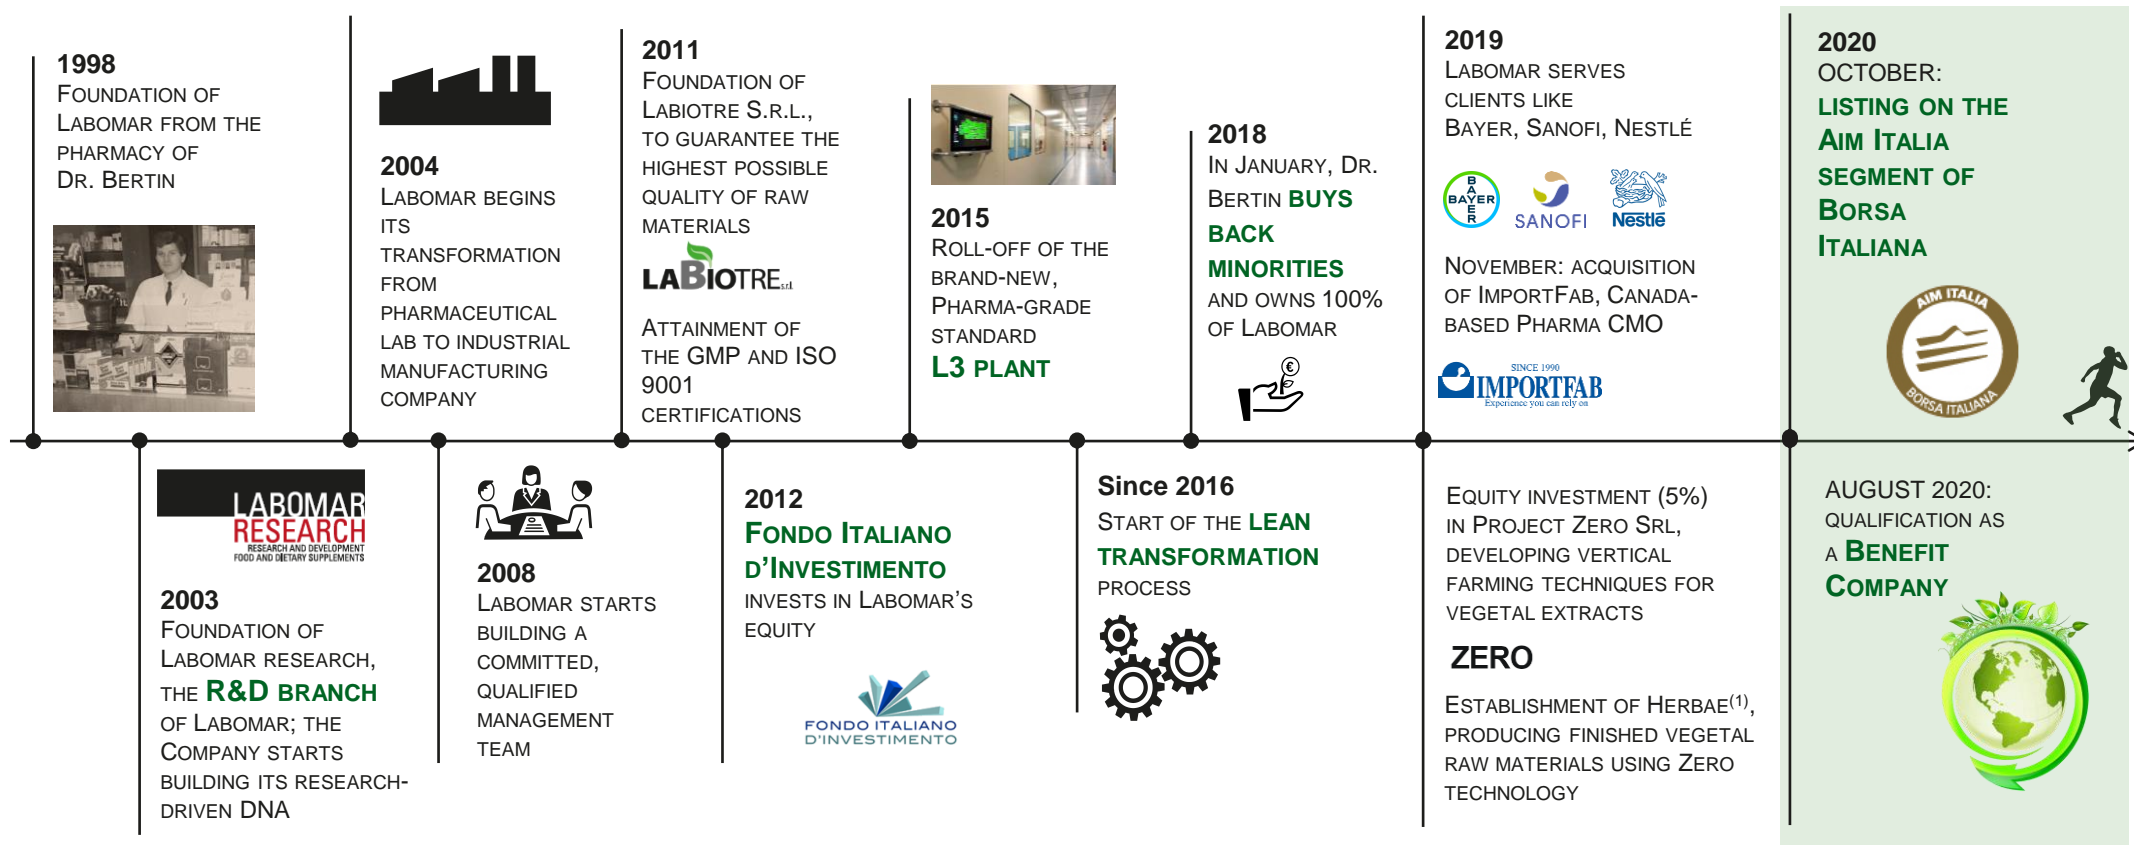 1998
FOUNDATION OF
LABOMAR FROM THE
PHARMACY OF
DR. BERTIN
2004
LABOMAR BEGINS
ITS
TRANSFORMATION
FROM
PHARMACEUTICAL
LAB TO INDUSTRIAL
MANUFACTURING
COMPANY
2011
FOUNDATION OF
LABIOTRE S.R.L.,
TO GUARANTEE THE
HIGHEST POSSIBLE
QUALITY OF RAW
MATERIALS
LABIOTRE s.r.l.
ATTAINMENT OF
THE GMP AND ISO
9001
CERTIFICATIONS
2015
ROLL-OFF OF THE
BRAND-NEW,
PHARMA-GRADE
STANDARD
L3 PLANT
2018
IN JANUARY, DR.
BERTIN BUYS
BACK
MINORITIES
AND OWNS 100%
OF LABOMAR
€
2019
LABOMAR SERVES
CLIENTS LIKE
BAYER, SANOFI, NESTLÉ
BAYER
BAYER
SANOFI
Nestlé
NOVEMBER: ACQUISITION
OF IMPORTFAB, CANADA-
BASED PHARMA CMO
SINCE 1990
IMPORTFAB
Experience you can rely on
2020
OCTOBER:
LISTING ON THE
AIM ITALIA
SEGMENT OF
BORSA
ITALIANA
AIM ITALIA
BORSA ITALIANA
LABOMAR
RESEARCH
RESEARCH AND DEVELOPMENT
FOOD AND DIETARY SUPPLEMENTS
2003
FOUNDATION OF
LABOMAR RESEARCH,
THE R&D BRANCH
OF LABOMAR; THE
COMPANY STARTS
BUILDING ITS RESEARCH-
DRIVEN DNA
2008
LABOMAR STARTS
BUILDING A
COMMITTED,
QUALIFIED
MANAGEMENT
TEAM
2012
FONDO ITALIANO
D’INVESTIMENTO
INVESTS IN LABOMAR’S
EQUITY
FONDO ITALIANO
D'INVESTIMENTO
Since 2016
START OF THE LEAN
TRANSFORMATION
PROCESS
EQUITY INVESTMENT (5%)
IN PROJECT ZERO SRL,
DEVELOPING VERTICAL
FARMING TECHNIQUES FOR
VEGETAL EXTRACTS
ZERO
ESTABLISHMENT OF HERBAE(1),
PRODUCING FINISHED VEGETAL
RAW MATERIALS USING ZERO
TECHNOLOGY
AUGUST 2020:
QUALIFICATION AS
A BENEFIT
COMPANY